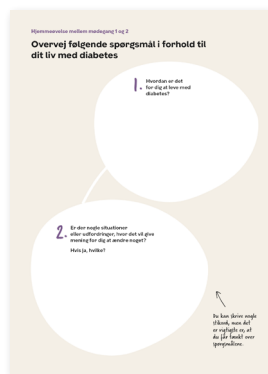 Hjemmeøvelse mellem mødegang 1 og 2
Overvej følgende spørgsmål i forhold til
dit liv med diabetes
1. Hvordan er det
for dig at leve med
diabetes?
2. Er der nogle situationer
eller udfordringer, hvor det vil give
mening for dig at ændre noget?
Hvis ja, hvilke?
Du kan skrive nogle
stikord, men det
er vigtigste er, at
du får tænkt over
spørgsmålene.